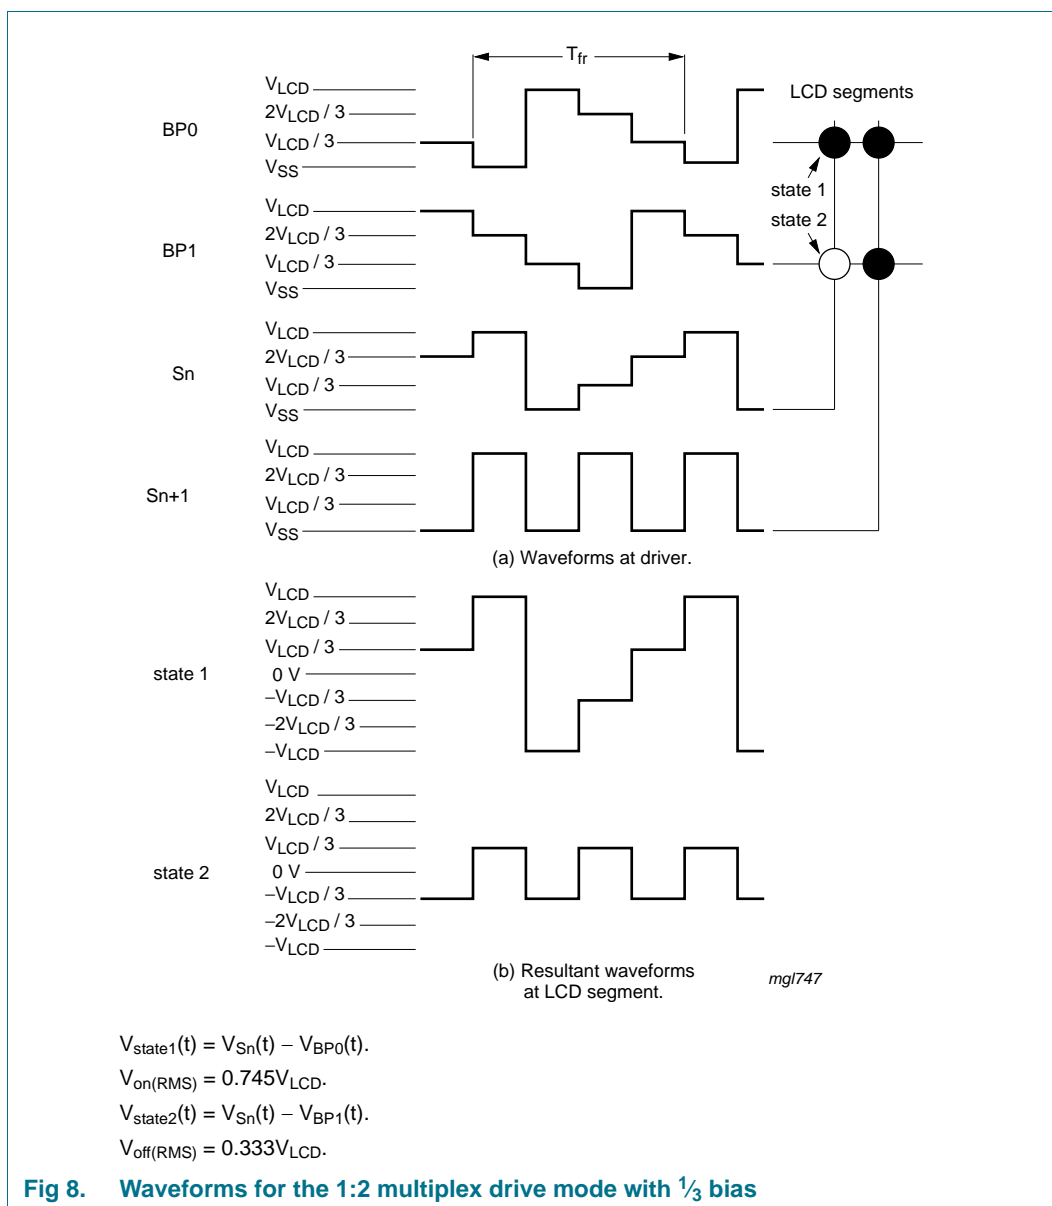 Tfr
BP0
VLCD
2VLCD / 3
VLCD / 3
VSS
LCD segments
state 1
state 2
BP1
VLCD
2VLCD / 3
VLCD / 3
VSS
Sn
VLCD
2VLCD / 3
VLCD / 3
VSS
Sn+1
VLCD
2VLCD / 3
VLCD / 3
VSS
(a) Waveforms at driver.
state 1
VLCD
2VLCD / 3
VLCD / 3
0 V
−VLCD / 3
−2VLCD / 3
−VLCD
state 2
VLCD
2VLCD / 3
VLCD / 3
0 V
−VLCD / 3
−2VLCD / 3
−VLCD
(b) Resultant waveforms
at LCD segment.
mgl747
Vstate1(t) = VSn(t) − VBP0(t).
Von(RMS) = 0.745VLCD.
Vstate2(t) = VSn(t) − VBP1(t).
Voff(RMS) = 0.333VLCD.
Fig 8. Waveforms for the 1:2 multiplex drive mode with 1⁄3 bias